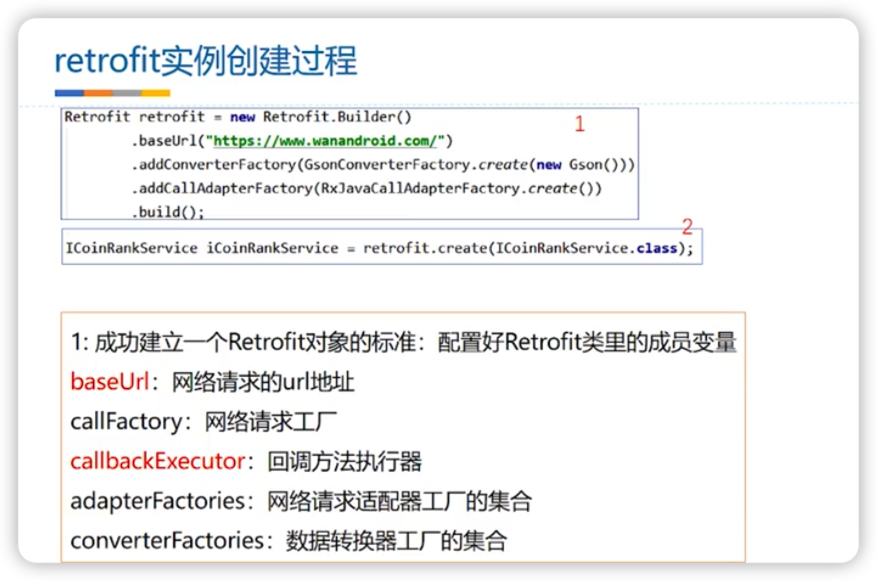 retrofit实例创建过程
Retrofit retrofit = new Retrofit.Builder()
1
.baseUrl("https://www.wanandroid.com/")
.addConverterFactory(GsonConverterFactory.create(new Gson()))
.addCallAdapterFactory(RxJavaCallAdapterFactory.create())
.build();
2
ICoinRankService iCoinRankService = retrofit.create(ICoinRankService.class);
1: 成功建立一个Retrofit对象的标准：配置好Retrofit类里的成员变量
baseUrl：网络请求的url地址
callFactory：网络请求工厂
callbackExecutor：回调方法执行器
adapterFactories：网络请求适配器工厂的集合
converterFactories：数据转换器工厂的集合